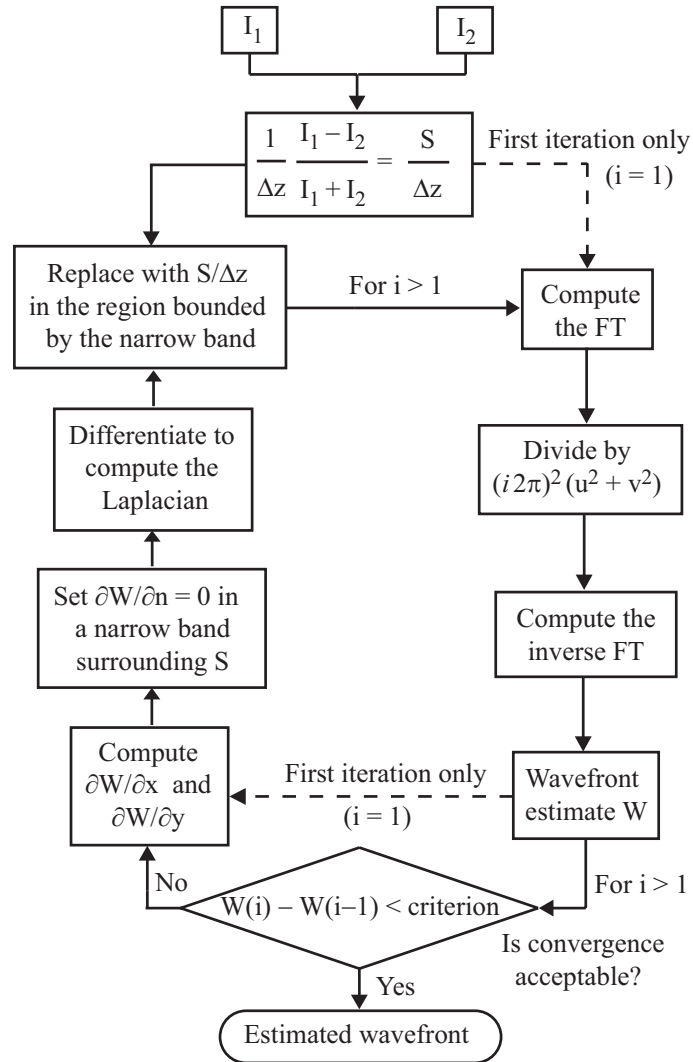 I₁
I₂
1/Δz (I₁ – I₂)/(I₁ + I₂) = S/Δz
First iteration only
(i = 1)
Replace with S/Δz
in the region bounded
by the narrow band
For i > 1
Compute
the FT
Differentiate to
compute the
Laplacian
Divide by
(i2π)² (u² + v²)
Set ∂W/∂n = 0 in
a narrow band
surrounding S
Compute the
inverse FT
Compute
∂W/∂x and
∂W/∂y
First iteration only
(i = 1)
Wavefront
estimate W
No
W(i) – W(i–1) < criterion
For i > 1
Is convergence
acceptable?
Yes
Estimated wavefront